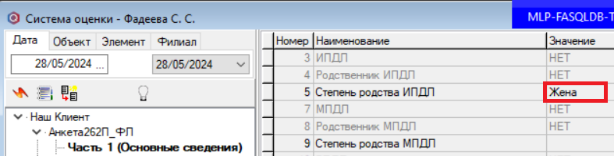 Система оценки - Фадеева С. С.
MLP-FASQLDB-T
Дата Объект Элемент Филиал
28/05/2024 ... 28/05/2024
Наш Клиент
Анкета262П_ФЛ
Часть 1 (Основные сведения)
Номер Наименование Значение
3 ИПДЛ НЕТ
4 Родственник ИПДЛ НЕТ
5 Степень родства ИПДЛ Жена
7 МПДЛ НЕТ
8 Родственник МПДЛ НЕТ
9 Степень родства МПДЛ